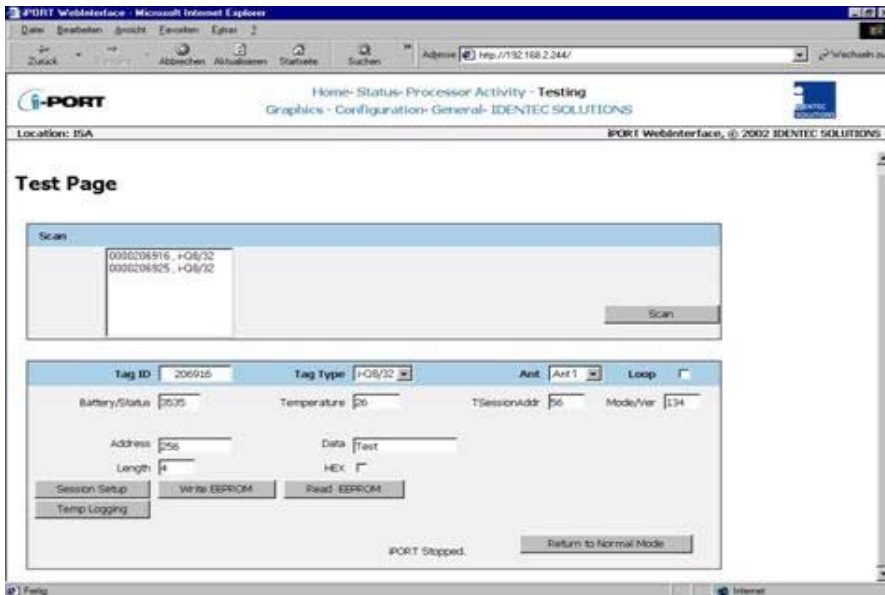 iPORT WebInterface - Microsoft Internet Explorer
Datei Bearbeiten Ansicht Favoriten Extras ?
Zurück Abbrechen Aktualisieren Startseite Suchen Adresse http://192.168.2.244/ Wechseln zu
i-PORT
Home- Status- Processor Activity - Testing
Graphics - Configuration- General- IDENTEC SOLUTIONS
IDENTEC
SOLUTIONS
Location: ISA
iPORT WebInterface, © 2002 IDENTEC SOLUTIONS
Test Page
Scan
0000206916 , i-Q8/32
0000206925 , i-Q8/32
Scan
Tag ID 206916 Tag Type i-Q8/32 Ant Ant 1 Loop
Battery/Status 3535 Temperature 26 TSessionAddr 56 Mode/Ver 134
Address 256 Data Test
Length 4 HEX
Session Setup Write EEPROM Read EEPROM
Temp Logging
iPORT Stopped. Return to Normal Mode
Fertig Internet